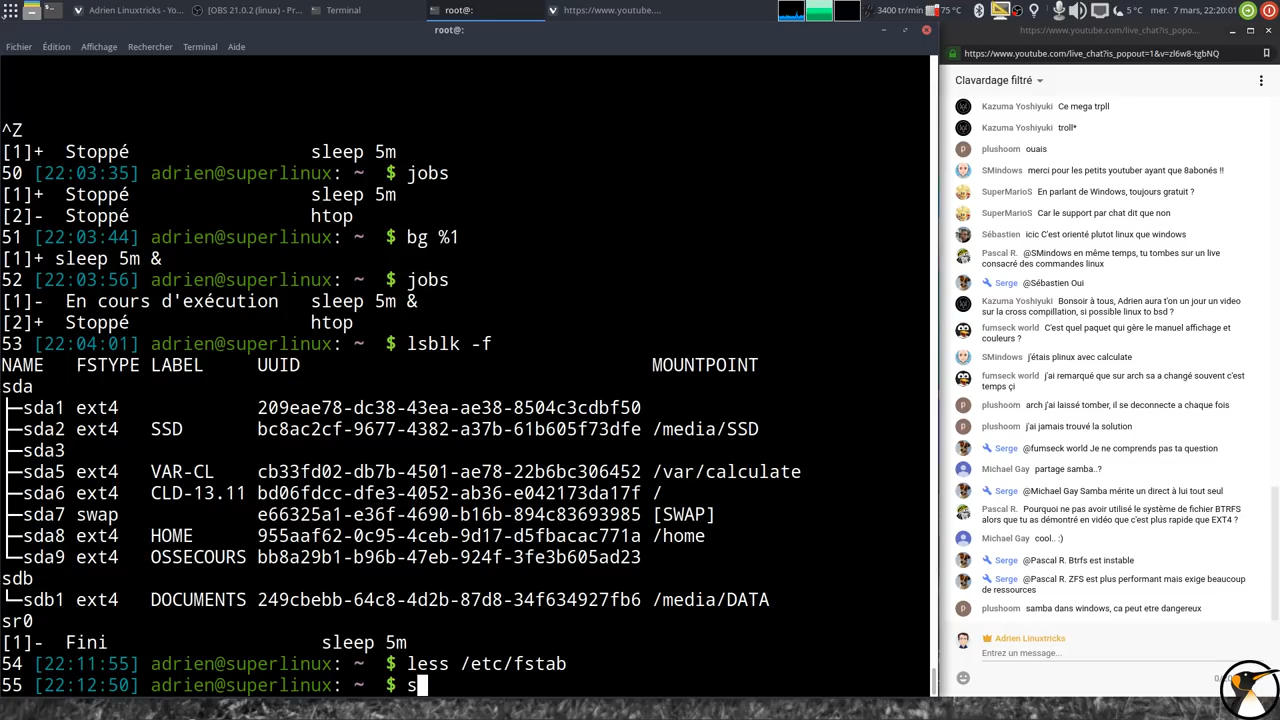 Adrien Linuxtricks - Y...
[OBS 21.0.2 (linux) - Pr...
Terminal
root@:
https://www.youtube....
3400 tr/min
75 °C
5 °C
mer. 7 mars, 22:20:01
root@:
Fichier Édition Affichage Rechercher Terminal Aide
^Z
[1]+  Stoppé                 sleep 5m
50 [22:03:35] adrien@superlinux: ~ $ jobs
[1]+  Stoppé                 sleep 5m
[2]-  Stoppé                 htop
51 [22:03:44] adrien@superlinux: ~ $ bg %1
[1]+ sleep 5m &
52 [22:03:56] adrien@superlinux: ~ $ jobs
[1]-  En cours d'exécution   sleep 5m &
[2]+  Stoppé                 htop
53 [22:04:01] adrien@superlinux: ~ $ lsblk -f
NAME   FSTYPE LABEL     UUID                                 MOUNTPOINT
sda
├─sda1 ext4             209eae78-dc38-43ea-ae38-8504c3cdbf50
├─sda2 ext4   SSD       bc8ac2cf-9677-4382-a37b-61b605f73dfe /media/SSD
├─sda3
├─sda5 ext4   VAR-CL    cb33fd02-db7b-4501-ae78-22b6bc306452 /var/calculate
├─sda6 ext4   CLD-13.11 bd06fdcc-dfe3-4052-ab36-e042173da17f /
├─sda7 swap             e66325a1-e36f-4690-b16b-894c83693985 [SWAP]
├─sda8 ext4   HOME      955aaf62-0c95-4ceb-9d17-d5fbacac771a /home
└─sda9 ext4   OSSECOURS bb8a29b1-b96b-47eb-924f-3fe3b605ad23
sdb
└─sdb1 ext4   DOCUMENTS 249cbebb-64c8-4d2b-87d8-34f634927fb6 /media/DATA
sr0
[1]-  Fini                    sleep 5m
54 [22:11:55] adrien@superlinux: ~ $ less /etc/fstab
55 [22:12:50] adrien@superlinux: ~ $ s
https://www.youtube.com/live_chat?is_popo...
https://www.youtube.com/live_chat?is_popout=1&v=zl6w8-tgbNQ
Clavardage filtré
Kazuma Yoshiyuki Ce mega trpll
Kazuma Yoshiyuki troll*
plushoom ouais
SMindows merci pour les petits youtuber ayant que 8abonés !!
SuperMarioS En parlant de Windows, toujours gratuit ?
SuperMarioS Car le support par chat dit que non
Sébastien icic C'est orienté plutot linux que windows
Pascal R. @SMindows en même temps, tu tombes sur un live
consacré des commandes linux
Serge @Sébastien Oui
Kazuma Yoshiyuki Bonsoir à tous, Adrien aura t'on un jour un video
sur la cross compillation, si possible linux to bsd ?
fumseck world C'est quel paquet qui gère le manuel affichage et
couleurs ?
SMindows j'étais plinux avec calculate
fumseck world j'ai remarqué que sur arch sa a changé souvent c'est
temps çi
plushoom arch j'ai laissé tomber, il se deconnecte a chaque fois
plushoom j'ai jamais trouvé la solution
Serge @fumseck world Je ne comprends pas ta question
Michael Gay partage samba..?
Serge @Michael Gay Samba mérite un direct à lui tout seul
Pascal R. Pourquoi ne pas avoir utilisé le système de fichier BTRFS
alors que tu as démontré en vidéo que c'est plus rapide que EXT4 ?
Michael Gay cool.. :)
Serge @Pascal R. Btrfs est instable
Serge @Pascal R. ZFS est plus performant mais exige beaucoup
de ressources
plushoom samba dans windows, ca peut etre dangereux
Adrien Linuxtricks
Entrez un message...